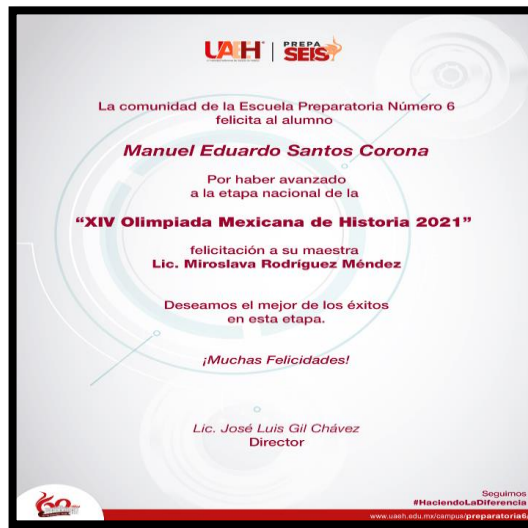 UAEH
PREPA
SEIS
La comunidad de la Escuela Preparatoria Número 6
felicita al alumno
Manuel Eduardo Santos Corona
Por haber avanzado
a la etapa nacional de la
“XIV Olimpiada Mexicana de Historia 2021”
felicitación a su maestra
Lic. Miroslava Rodríguez Méndez
Deseamos el mejor de los éxitos
en esta etapa.
¡Muchas Felicidades!
Lic. José Luis Gil Chávez
Director
60
Seguimos
#HaciendoLaDiferencia
www.uaeh.edu.mx/campus/preparatoria6